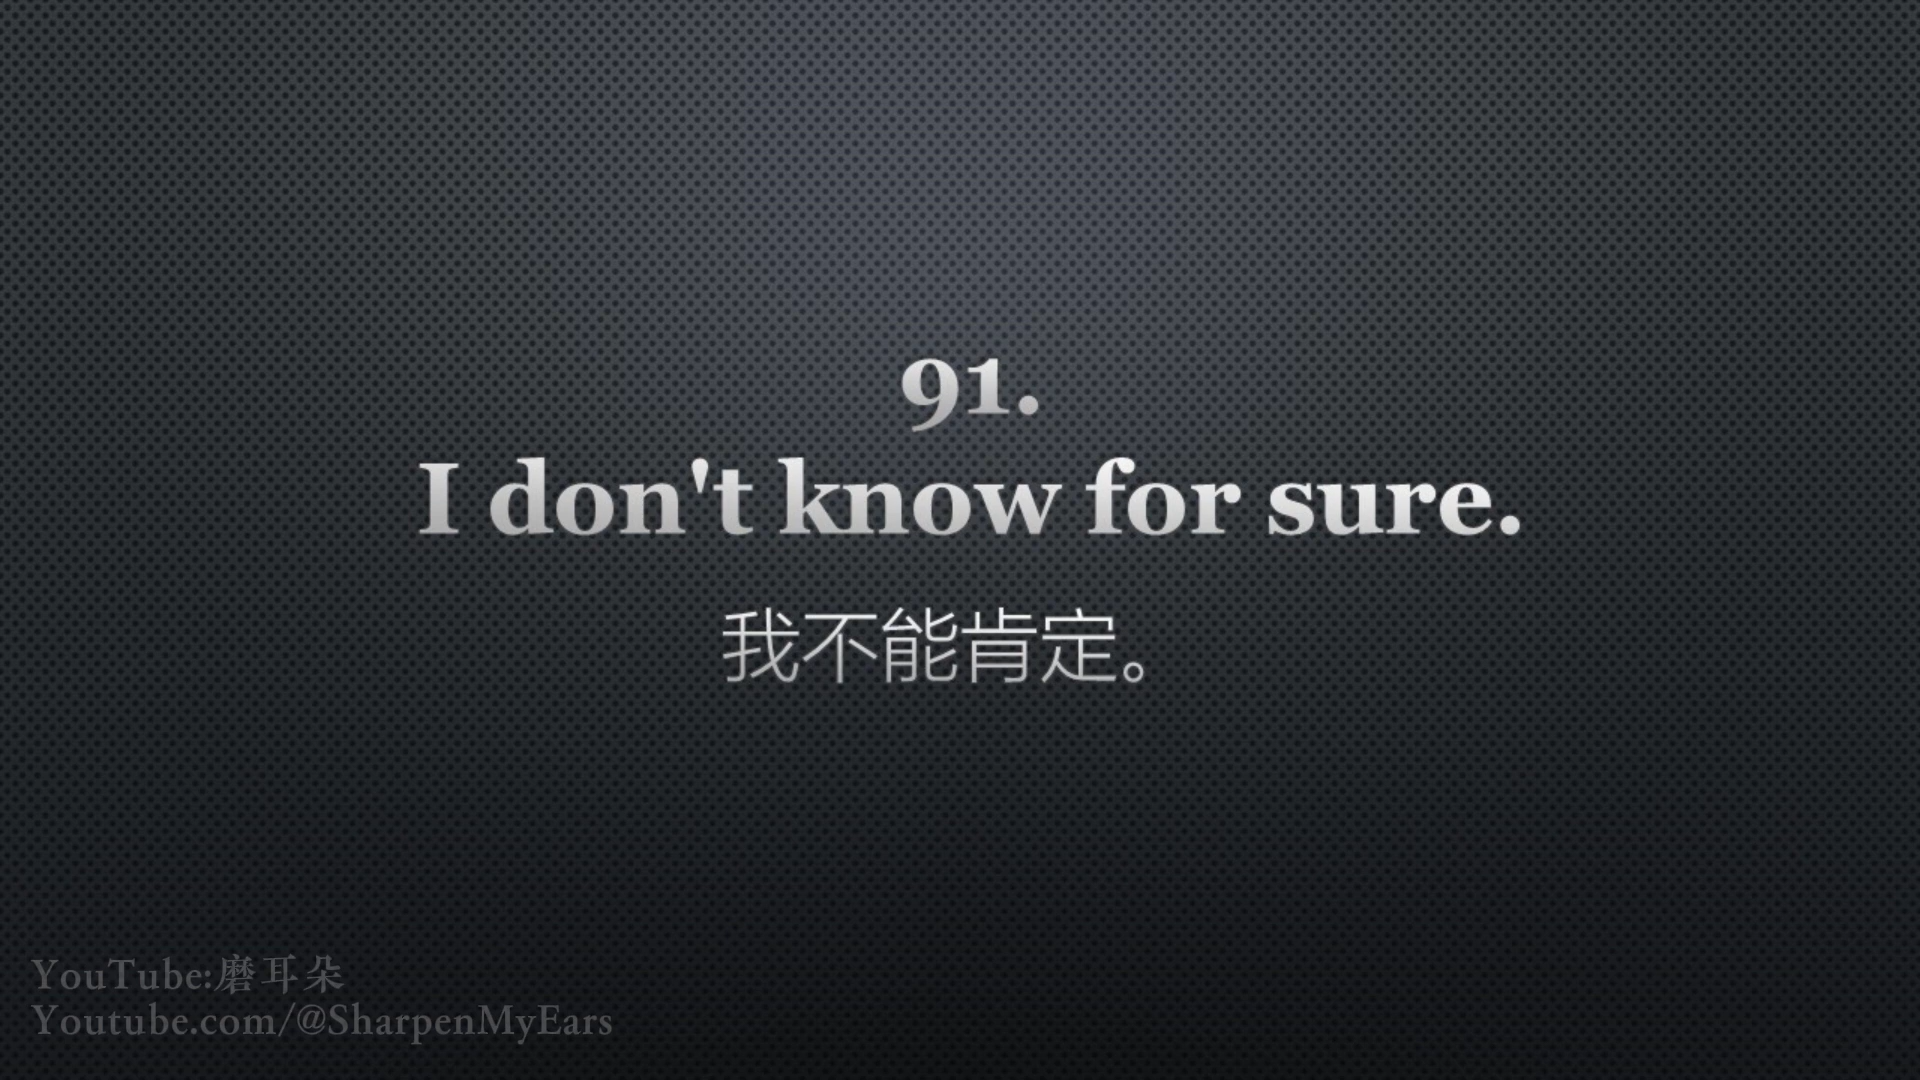 91.
I don't know for sure.
我不能肯定。
YouTube:磨耳朵
Youtube.com/@SharpenMyEars